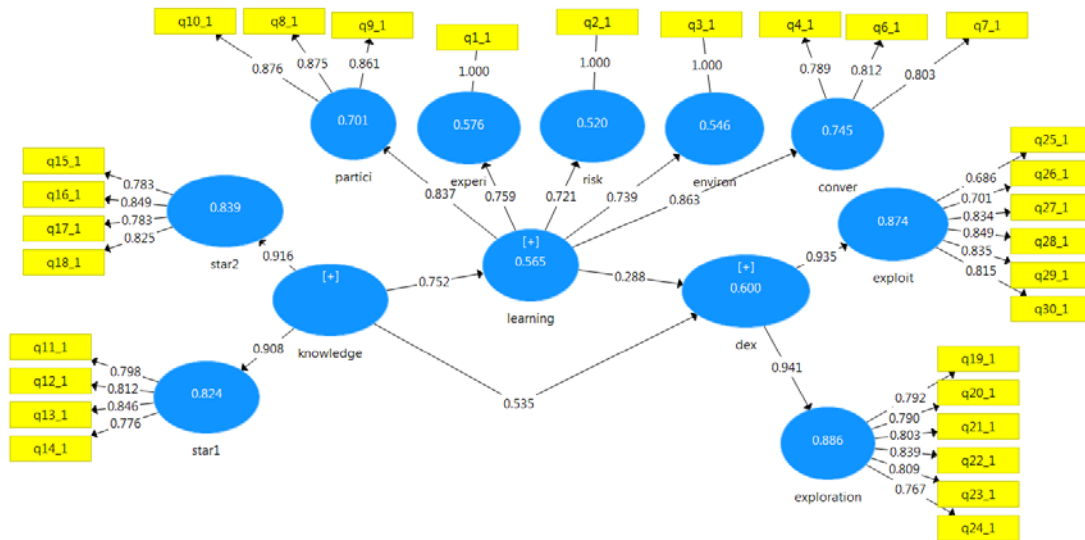 q10_1
q8_1
q9_1
q1_1
q2_1
q3_1
q4_1
q6_1
q7_1
0.876
0.875
0.861
1.000
1.000
1.000
0.789
0.812
0.803
0.701
partici
0.576
experi
0.520
risk
0.546
environ
0.745
conver
q15_1
q16_1
q17_1
q18_1
0.783
0.849
0.783
0.825
0.839
star2
0.837
0.759
0.721
0.739
0.863
q25_1
q26_1
q27_1
q28_1
q29_1
q30_1
0.686
0.701
0.834
0.849
0.835
0.815
0.874
exploit
0.916
[+]
knowledge
0.752
[+]
0.565
learning
0.288
[+]
0.600
dex
0.935
q11_1
q12_1
q13_1
q14_1
0.798
0.812
0.846
0.776
0.824
star1
0.908
0.535
0.941
0.886
exploration
q19_1
q20_1
q21_1
q22_1
q23_1
q24_1
0.792
0.790
0.803
0.839
0.809
0.767